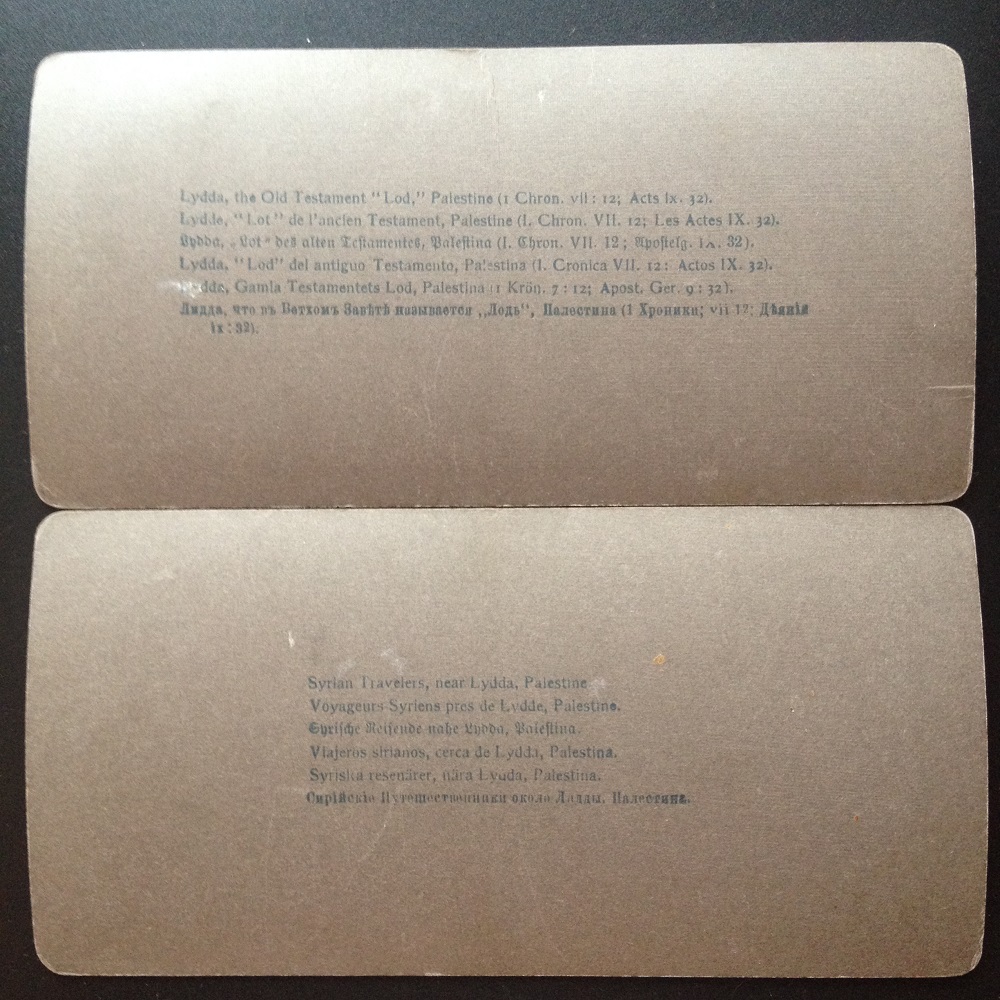 Lydda, the Old Testament "Lod," Palestine (1 Chron. vii: 12; Acts ix. 32).
Lydde, "Lot" de l'ancien Testament, Palestine (I. Chron. VII. 12; Les Actes IX. 32).
Lydda, „Lot“ des alten Testamentes, Palestina (I. Chron. VII. 12; Apostelg. IX. 32).
Lydda, "Lod" del antiguo Testamento, Palestina (I. Cronica VII. 12: Actos IX. 32).
Gamla Testamentets Lod, Palestina (1 Krön. 7:12; Apost. Ger. 9:32).
Лидда, что въ Ветхомъ Завѣтѣ называется „Лодъ", Палестина (1 Хроники; vii 12; Дѣянія
ix: 32).
Syrian Travelers, near Lydda, Palestine
Voyageurs Syriens pres de Lydde, Palestine.
Syrische Reisende nahe Lydda, Palestina.
Viajeros sirianos, cerca de Lydda, Palestina.
Syriska resenärer, nära Lydda, Palestina.
Сирійскіе Путешественники около Лидды, Палестина.